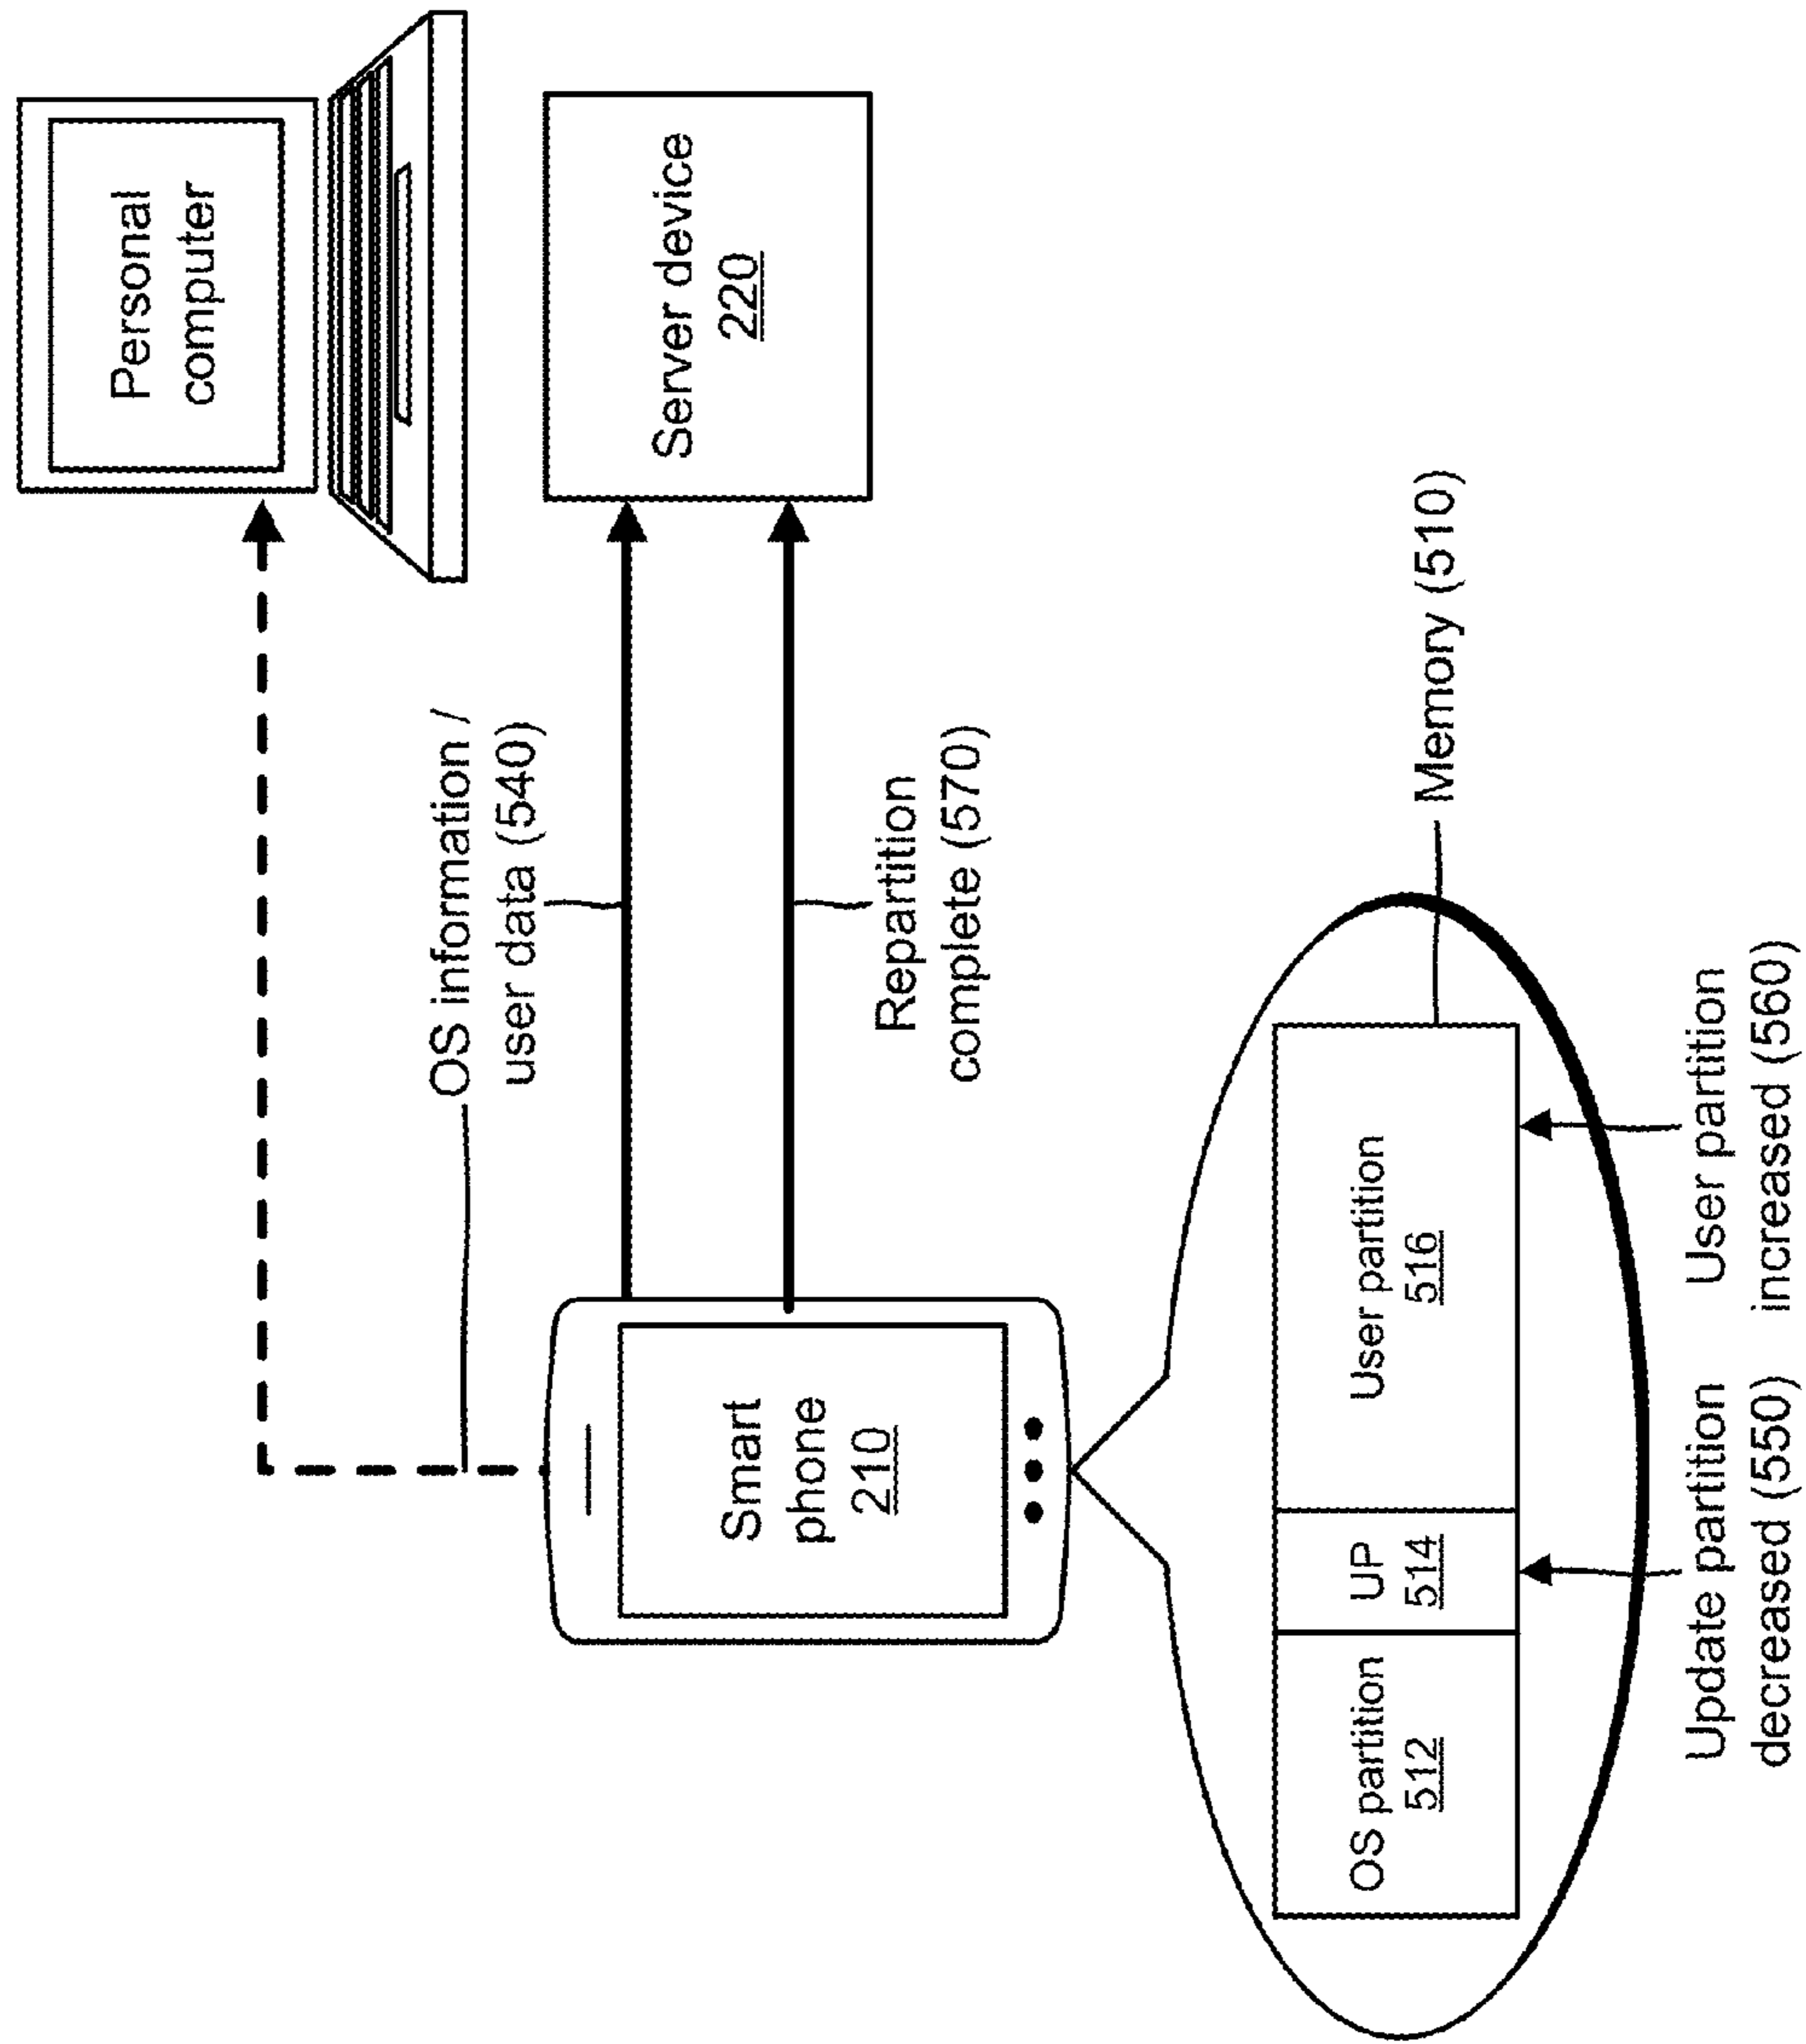 Personal
computer
OS information /
user data (540)
Server device
220
Smart
phone
210
Repartition
complete (570)
Memory (510)
OS partition
512
UP
514
User partition
516
Update partition
decreased (550)
User partition
increased (560)